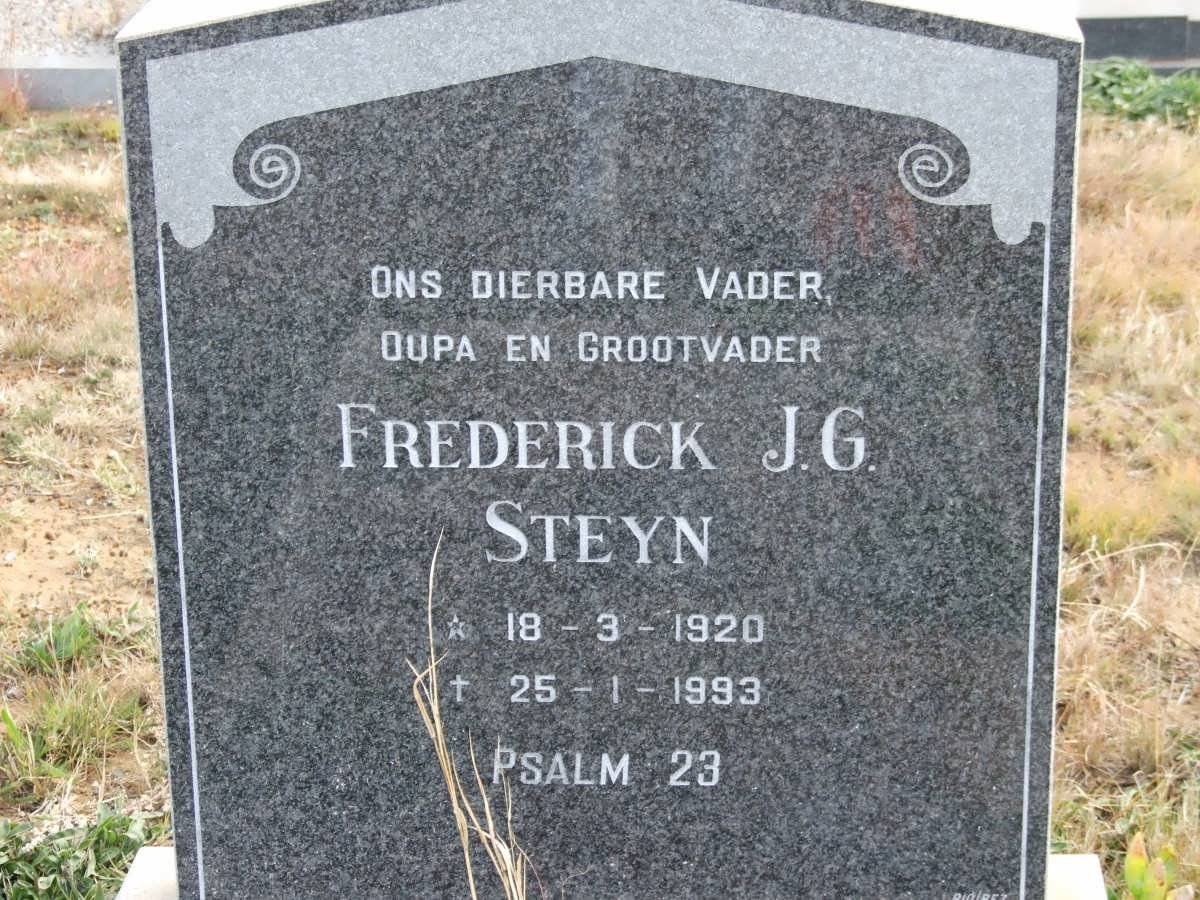 Ons dierbare Vader,
Oupa en Grootvader
Frederick J.G.
Steyn
☆ 18-3-1920
† 25-1-1993
Psalm 23